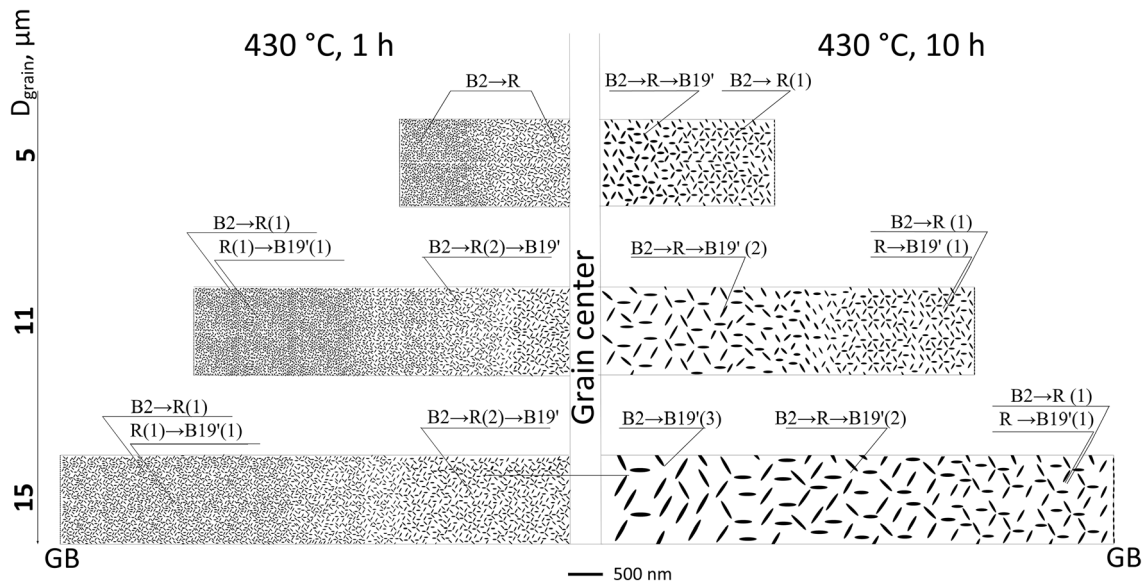 430 °C, 1 h
430 °C, 10 h
D grain, μm
B2→R
B2→R→B19'
B2→ R(1)
5
B2→R(1)
R(1)→B19'(1)
B2→R(2)→B19'
B2→R→B19' (2)
B2→R (1)
R→B19' (1)
11
Grain center
B2→R(1)
R(1)→B19'(1)
B2→R(2)→B19'
B2→B19'(3)
B2→R→B19'(2)
B2→R (1)
R →B19'(1)
15
GB
GB
500 nm